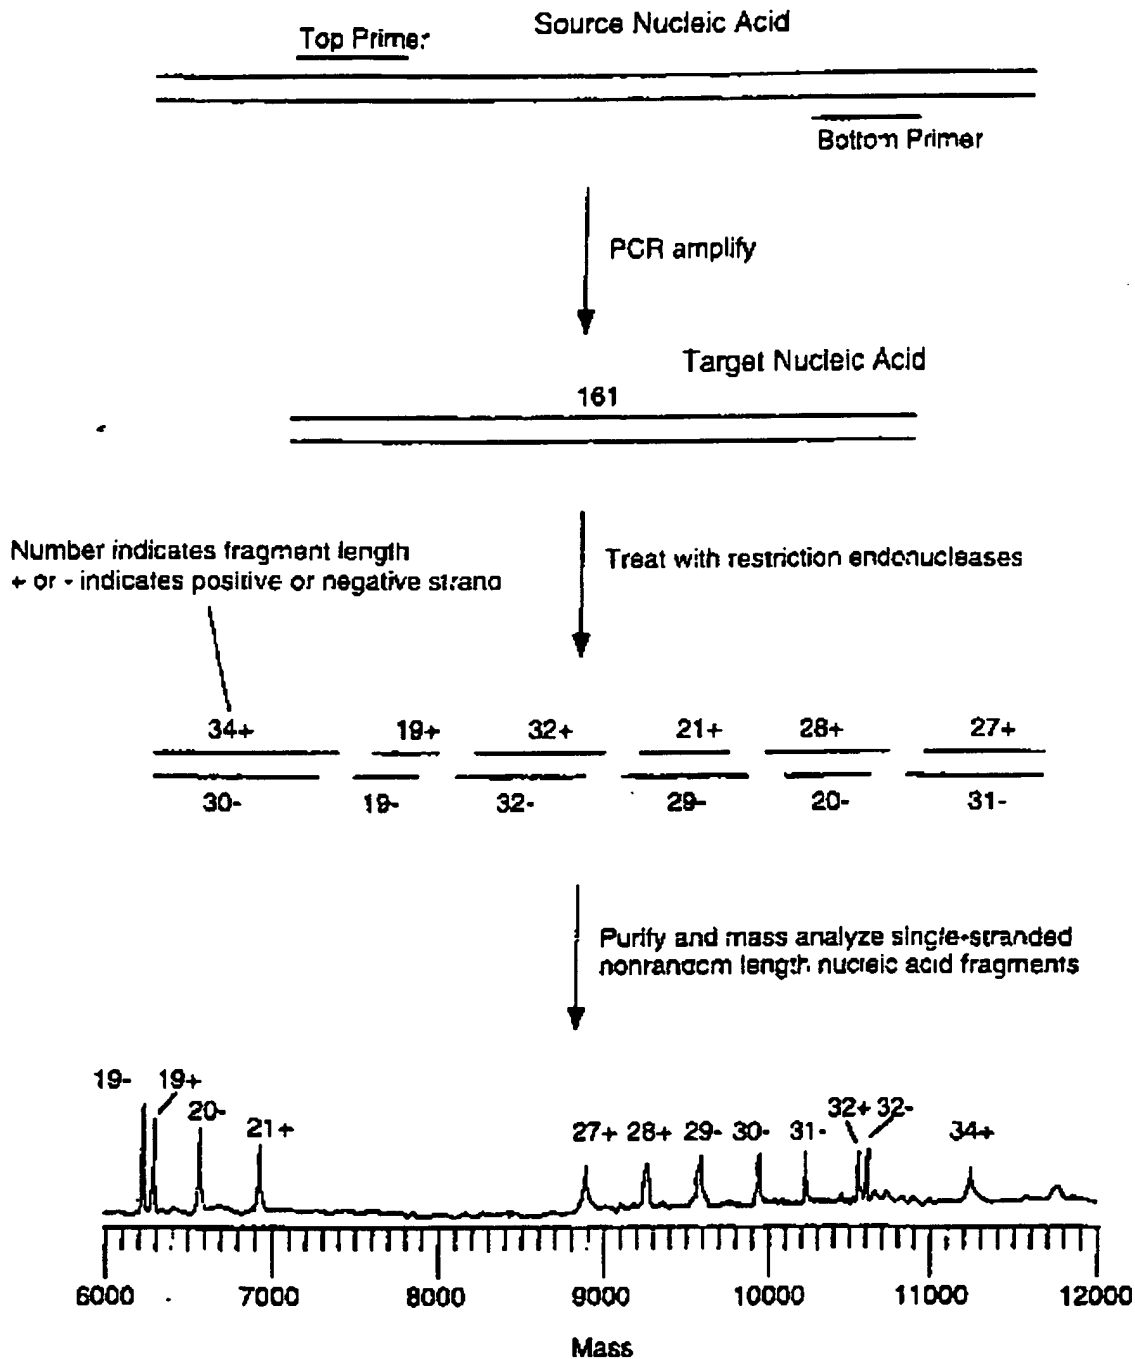 Source Nucleic Acid
Top Primer
Bottom Primer
PCR amplify
Target Nucleic Acid
161
Number indicates fragment length
+ or - indicates positive or negative strand
Treat with restriction endonucleases
34+ 19+ 32+ 21+ 28+ 27+
30- 19- 32- 29- 20- 31-
Purify and mass analyze single-stranded
nonrandom length nucleic acid fragments
19- 19+ 20- 21+ 27+ 28+ 29- 30- 31- 32+ 32- 34+
6000 7000 8000 9000 10000 11000 12000
Mass